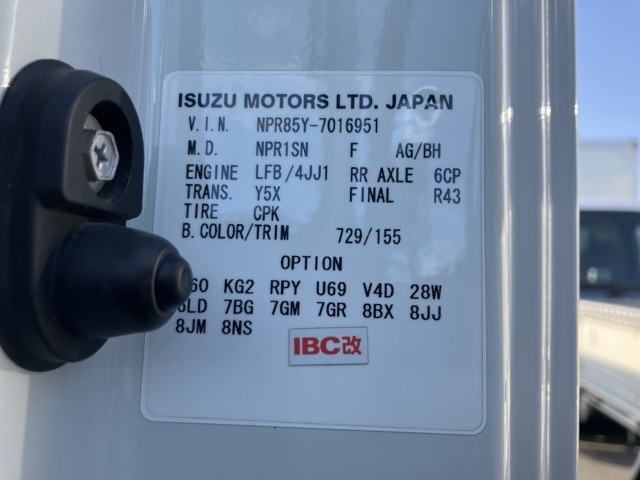 ISUZU MOTORS LTD. JAPAN
V.I.N. NPR85Y-7016951
M.D. NPR1SN F AG/BH
ENGINE LFB/4JJ1 RR AXLE 6CP
TRANS. Y5X FINAL R43
TIRE CPK
B.COLOR/TRIM 729/155
OPTION
KG2 RPY U69 V4D 28W
7BG 7GM 7GR 8BX 8JJ
8JM 8NS
IBC改